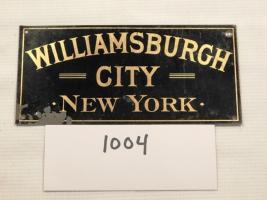 WILLIAMSBURGH
CITY
· NEW YORK ·
1004